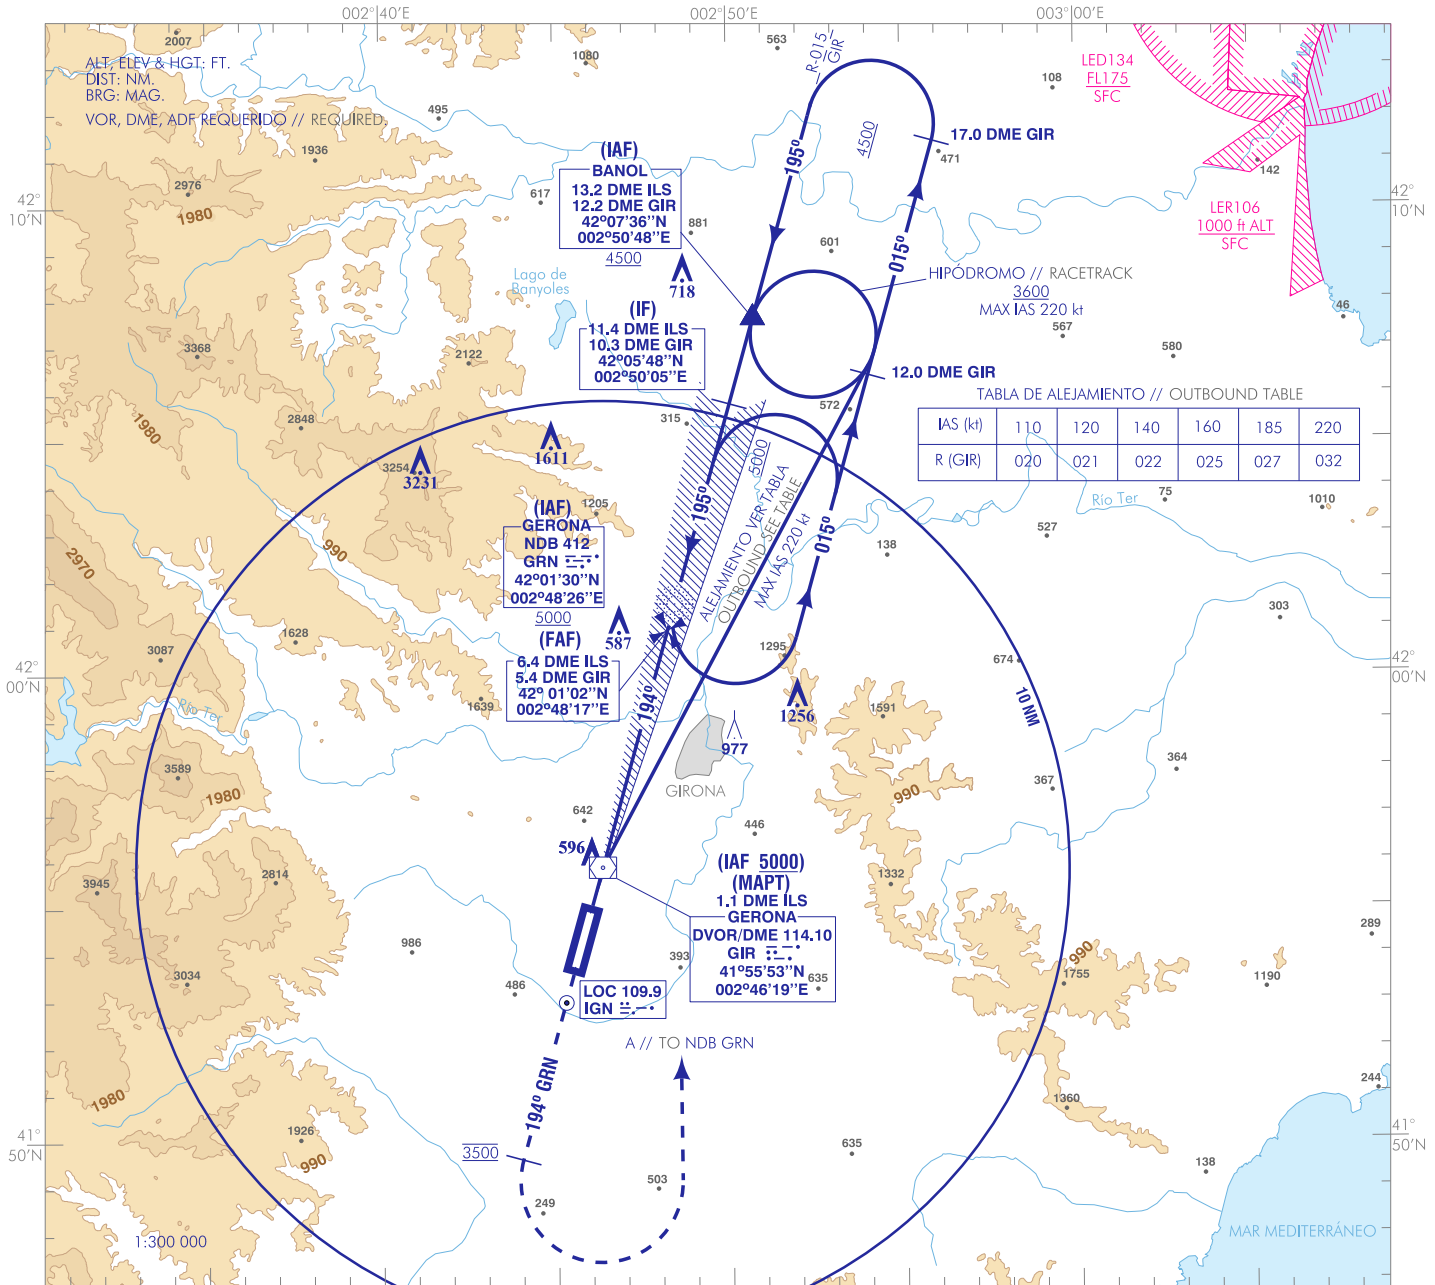 002°40'E
002°50'E
003°00'E
2007
ALT, ELEV & HGT: FT.
DIST: NM.
BRG: MAG.
VOR, DME, ADF REQUERIDO // REQUIRED.
1080
563
R-015
GIR
108
LED134
FL175
SFC
495
1936
4500
17.0 DME GIR
471
142
195°
(IAF)
BANOL
13.2 DME ILS
12.2 DME GIR
42°07'36''N
002°50'48''E
4500
2976
1980
617
881
601
015°
LER106
1000 ft ALT
SFC
42°
10'N
42°
10'N
Lago de
Banyoles
718
HIPÓDROMO // RACETRACK
3600
MAX IAS 220 kt
46
567
580
(IF)
11.4 DME ILS
10.3 DME GIR
42°05'48''N
002°50'05''E
3368
2122
12.0 DME GIR
572
315
TABLA DE ALEJAMIENTO // OUTBOUND TABLE
IAS (kt) 110 120 140 160 185 220
R (GIR) 020 021 022 025 027 032
2848
1980
3254
3231
1611
1205
5000
195°
ALEJAMIENTO VER TABLA
OUTBOUND SEE TABLE
MAX IAS 220 kt
015°
138
527
Río Ter
75
1010
(IAF)
GERONA
NDB 412
GRN
42°01'30''N
002°48'26''E
5000
990
2970
303
1628
587
1295
674
3087
42°
00'N
42°
00'N
(FAF)
6.4 DME ILS
5.4 DME GIR
42° 01'02''N
002°48'17''E
194°
1639
Río Ter
1256
1591
10 NM
977
GIRONA
3589
1980
990
364
367
642
446
596
(IAF 5000)
(MAPT)
1.1 DME ILS
GERONA
DVOR/DME 114.10
GIR
41°55'53''N
002°46'19''E
3945
2814
1332
289
986
393
990
1755
1190
3034
486
635
LOC 109.9
IGN
A // TO NDB GRN
194° GRN
1980
244
1360
1926
990
3500
635
41°
50'N
41°
50'N
138
503
249
MAR MEDITERRÁNEO
1:300 000